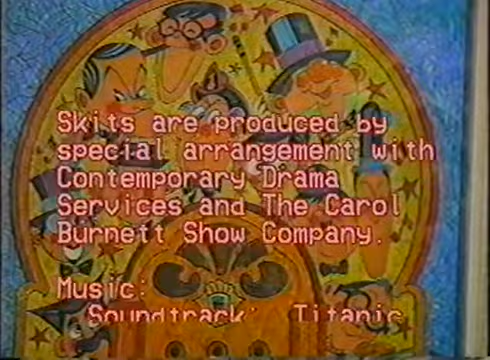 Skits are produced by
special arrangement with
Contemporary Drama
Services and The Carol
Burnett Show Company.
Music:
Soundtrack: Titanic